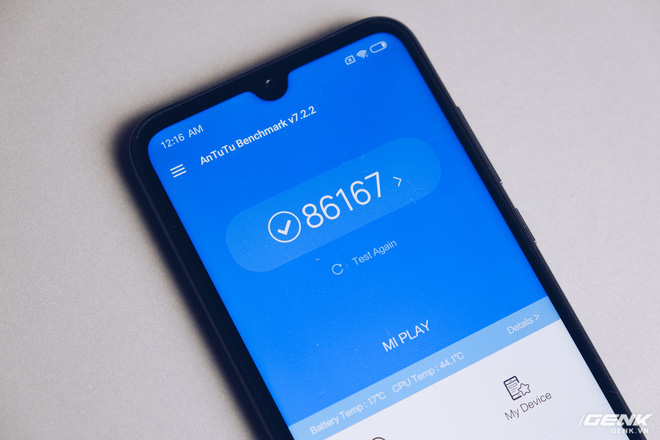 12:16 AM
AnTuTu Benchmark v7.2.2
86167
Test Again
MI PLAY
Battery Temp : 17°C CPU Temp : 44.1°C Details >
My Device
GENK
GENK.VN